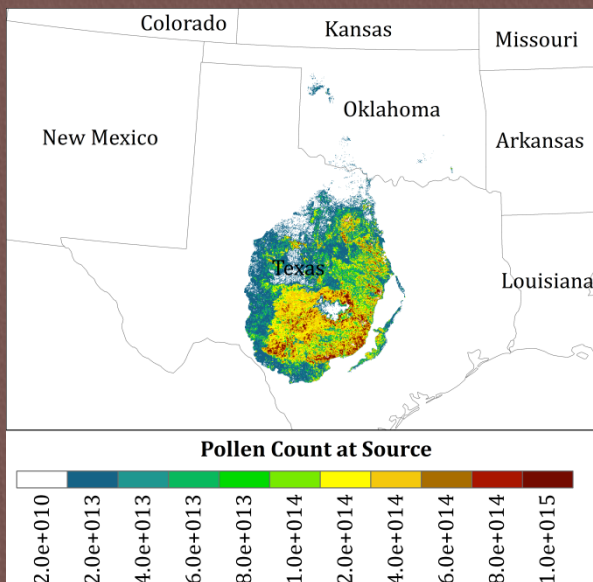 Colorado
Kansas
Missouri
Oklahoma
New Mexico
Arkansas
Texas
Louisiana
Pollen Count at Source
2.0e+010
2.0e+013
4.0e+013
6.0e+013
8.0e+013
1.0e+014
2.0e+014
4.0e+014
6.0e+014
8.0e+014
1.0e+015